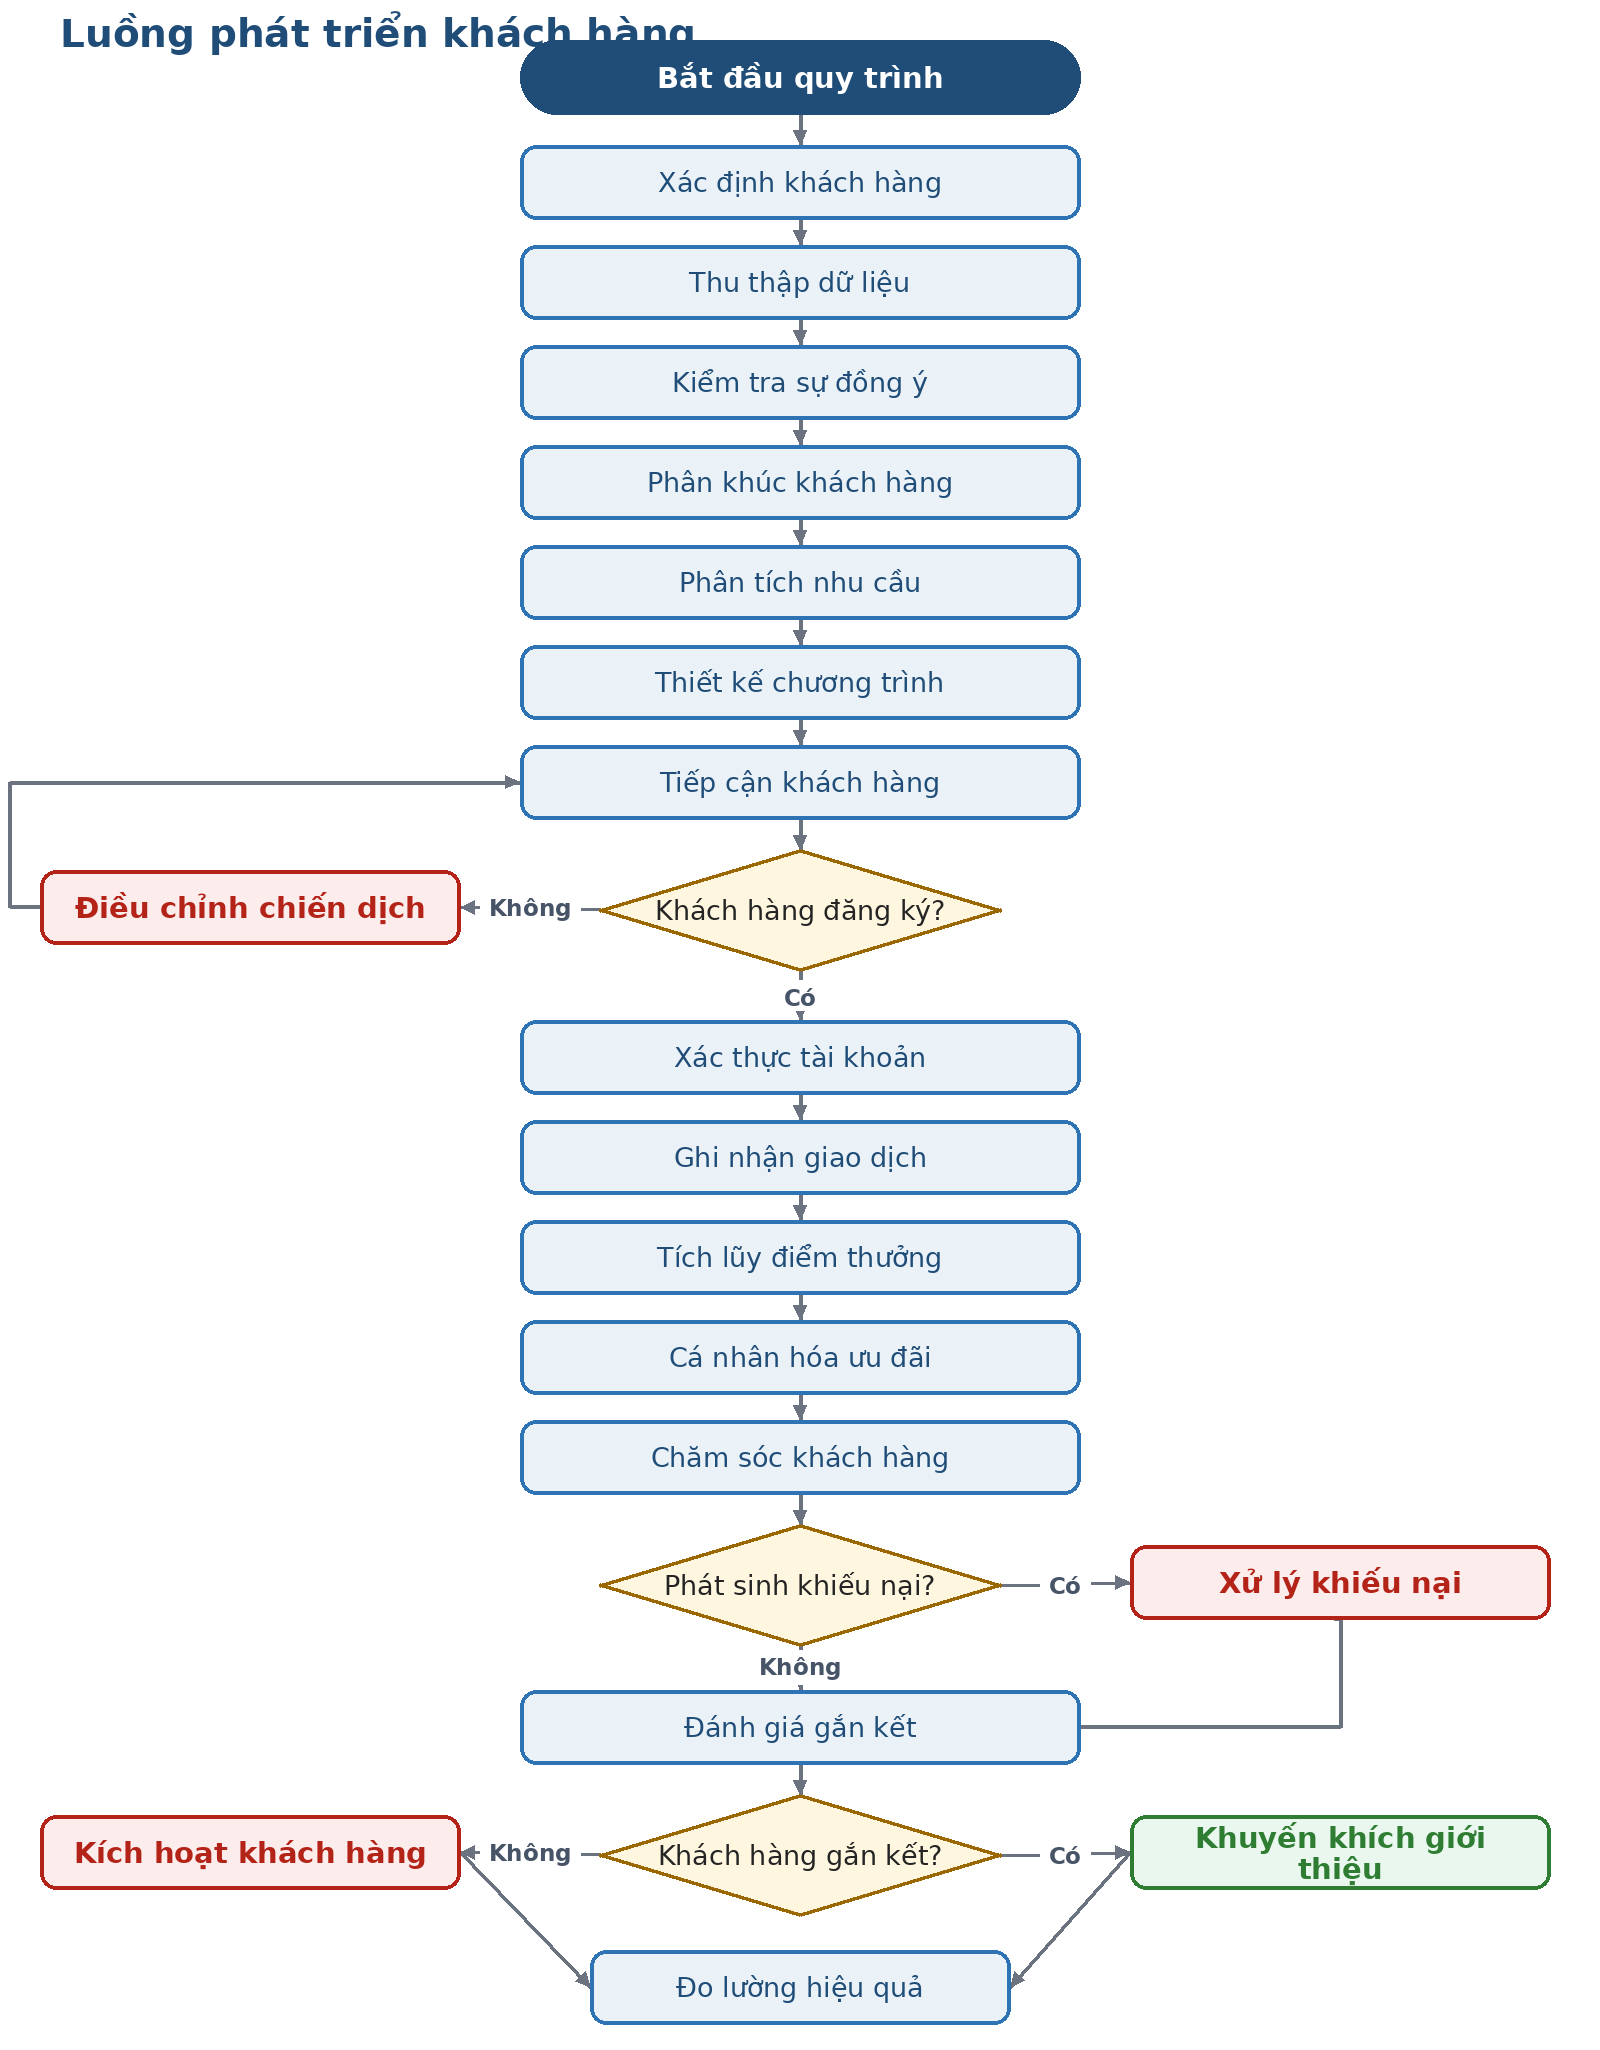 Luồng phát triển khách hàng
Bắt đầu quy trình
Xác định khách hàng
Thu thập dữ liệu
Kiểm tra sự đồng ý
Phân khúc khách hàng
Phân tích nhu cầu
Thiết kế chương trình
Tiếp cận khách hàng
Điều chỉnh chiến dịch
Không
Khách hàng đăng ký?
Có
Xác thực tài khoản
Ghi nhận giao dịch
Tích lũy điểm thưởng
Cá nhân hóa ưu đãi
Chăm sóc khách hàng
Phát sinh khiếu nại?
Có
Xử lý khiếu nại
Không
Đánh giá gắn kết
Kích hoạt khách hàng
Không
Khách hàng gắn kết?
Có
Khuyến khích giới
thiệu
Đo lường hiệu quả